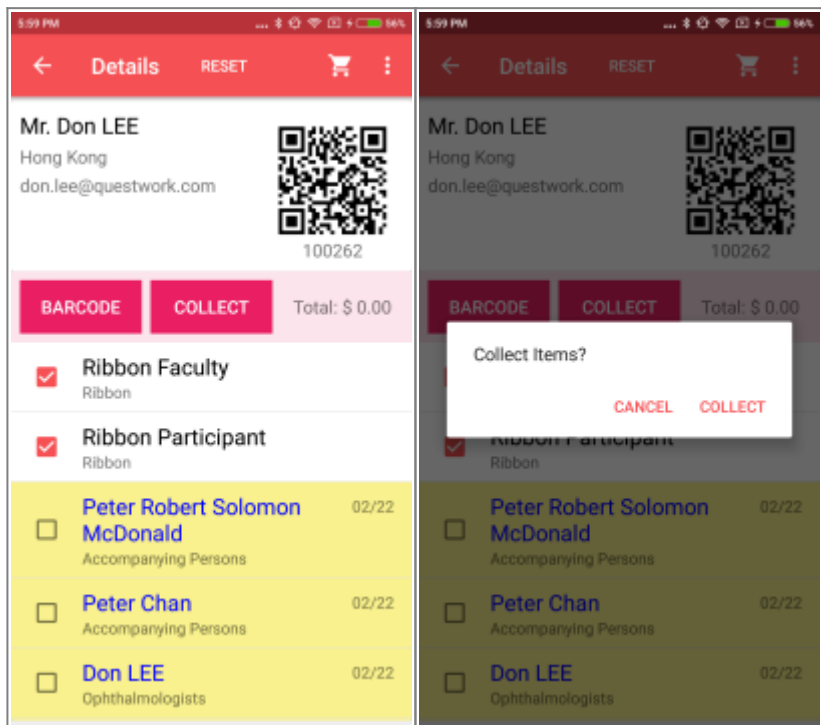 5:59 PM
... 56%
Details RESET
Mr. Don LEE
Hong Kong
don.lee@questwork.com
100262
BARCODE COLLECT Total: $ 0.00
Ribbon Faculty
Ribbon
Ribbon Participant
Ribbon
Peter Robert Solomon 02/22
McDonald
Accompanying Persons
Peter Chan 02/22
Accompanying Persons
Don LEE 02/22
Ophthalmologists
5:59 PM
... 56%
Details RESET
Mr. Don LEE
Hong Kong
don.lee@questwork.com
100262
BARCODE COLLECT Total: $ 0.00
Collect Items?
CANCEL COLLECT
Ribbon Participant
Ribbon
Peter Robert Solomon 02/22
McDonald
Accompanying Persons
Peter Chan 02/22
Accompanying Persons
Don LEE 02/22
Ophthalmologists